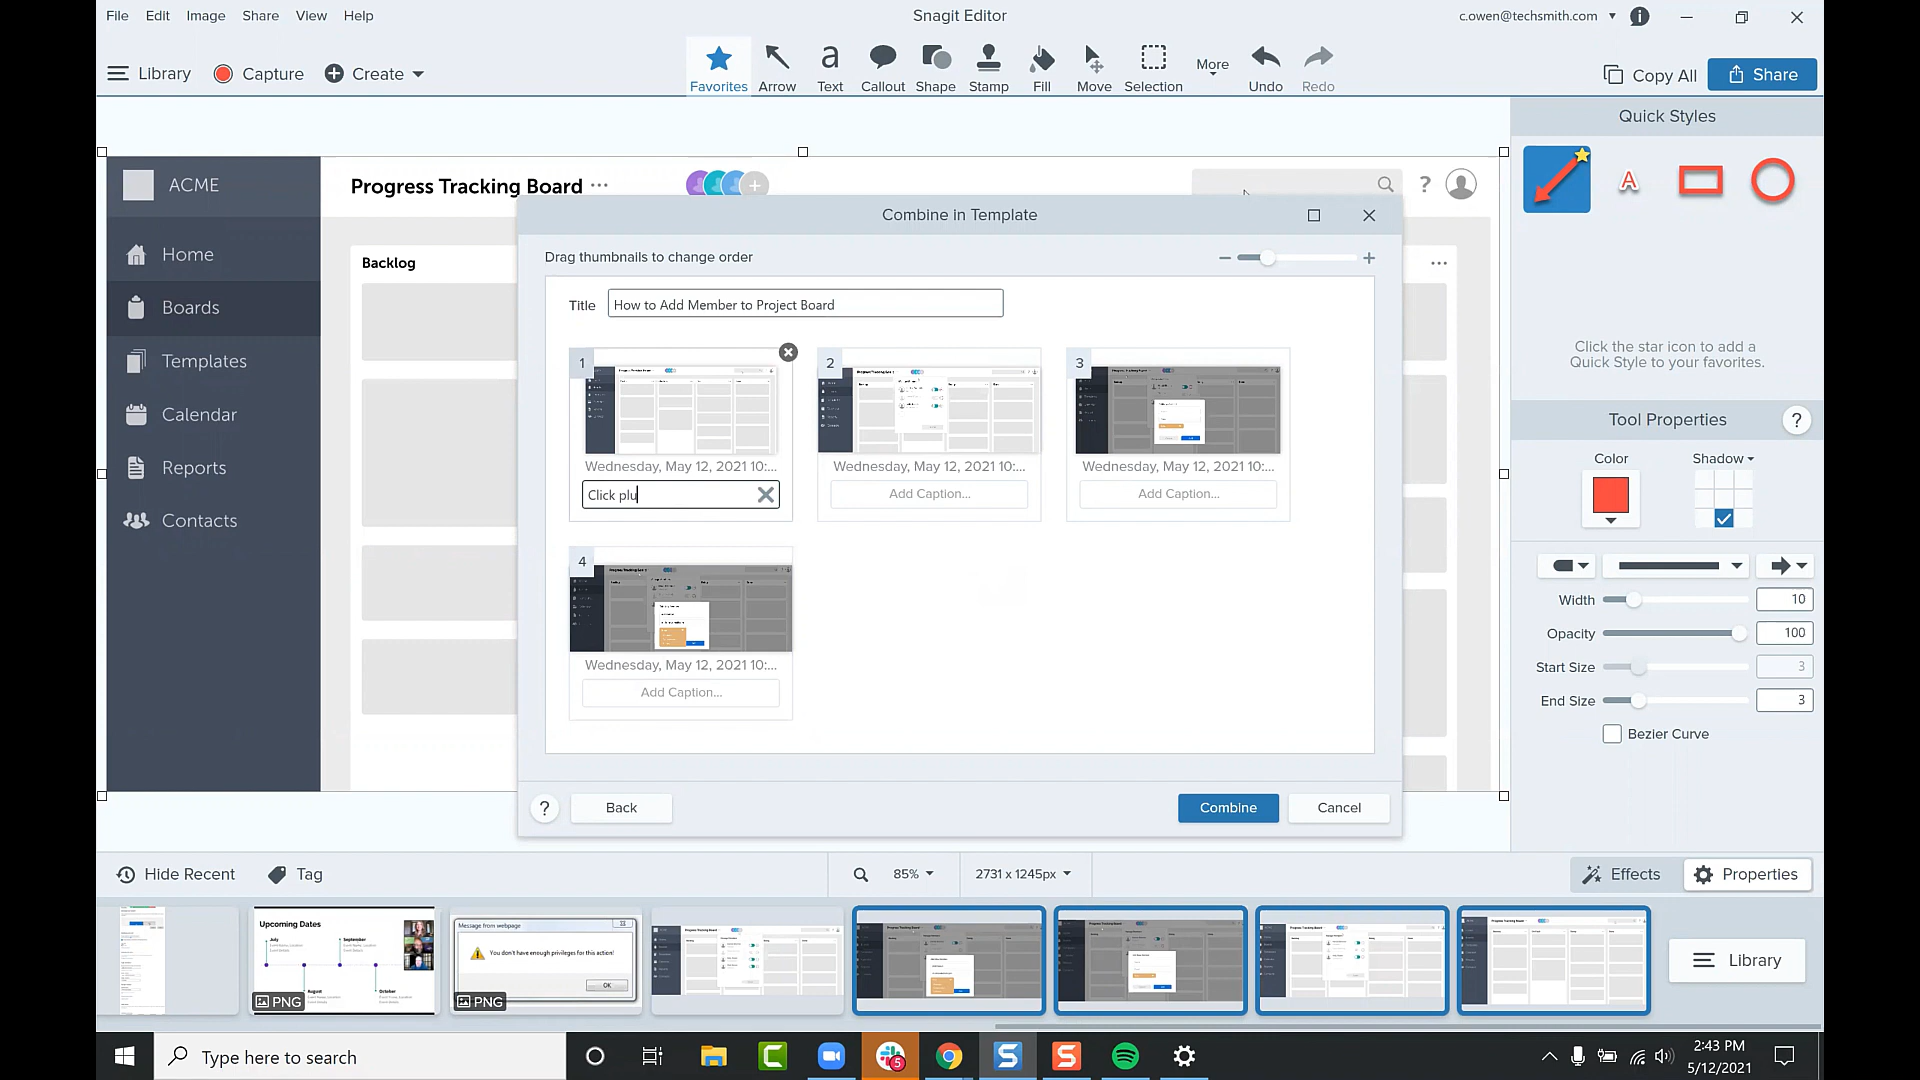 File Edit Image Share View Help
Snagit Editor
c.owen@techsmith.com
Library Capture Create
Favorites Arrow Text Callout Shape Stamp Fill Move Selection More Undo Redo
Copy All Share
Quick Styles
ACME
Progress Tracking Board
?
A
Home
Boards
Templates
Calendar
Reports
Contacts
Backlog
Combine in Template
Drag thumbnails to change order
Title How to Add Member to Project Board
1 2 3
Wednesday, May 12, 2021 10:... Wednesday, May 12, 2021 10:... Wednesday, May 12, 2021 10:...
Click plu Add Caption... Add Caption...
4
Wednesday, May 12, 2021 10:...
Add Caption...
? Back Combine Cancel
Click the star icon to add a
Quick Style to your favorites.
Tool Properties ?
Color Shadow
Width 10
Opacity 100
Start Size 3
End Size 3
Bezier Curve
Hide Recent Tag 85% 2731 x 1245px Effects Properties
Upcoming Dates
July September
August October
PNG
Message from webpage
You don't have enough privileges for this action!
OK
PNG
Library
Type here to search
5
2:43 PM
5/12/2021